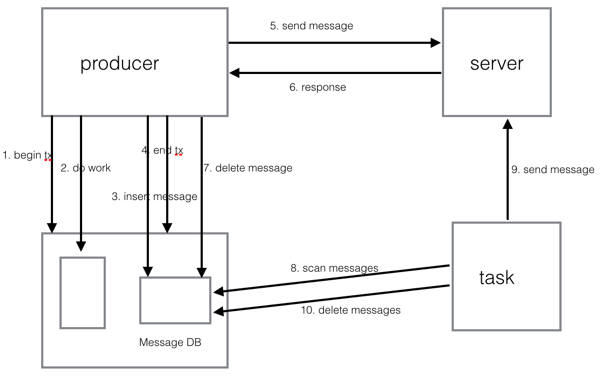 5. send message
producer
server
6. response
1. begin tx
4. end tx
2. do work
7. delete message
9. send message
3. insert message
8. scan messages
task
10. delete messages
Message DB